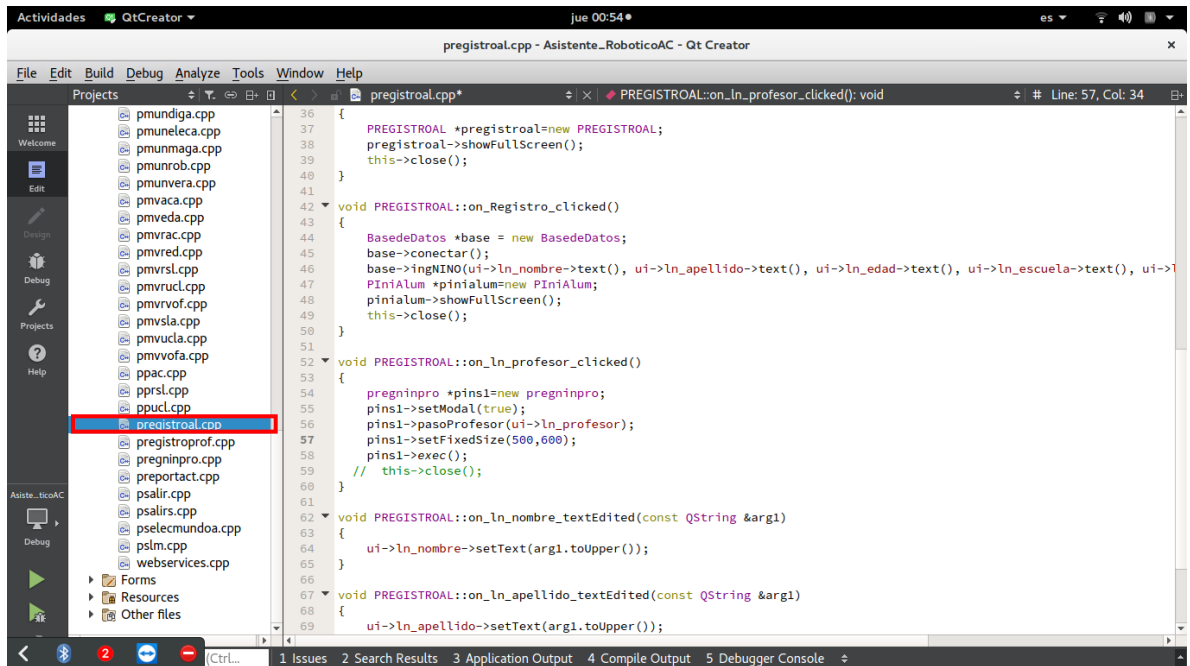 Actividades QtCreator jue 00:54 es
pregistroal.cpp - Asistente_RoboticoAC - Qt Creator ×
File Edit Build Debug Analyze Tools Window Help
Projects pregistroal.cpp* PREGISTROAL::on_ln_profesor_clicked(): void # Line: 57, Col: 34
Welcome
Edit
Design
Debug
Projects
Help
Asiste…ticoAC
Debug
pmundiga.cpp
pmuneleca.cpp
pmunmaga.cpp
pmunrob.cpp
pmunvera.cpp
pmvaca.cpp
pmveda.cpp
pmvrac.cpp
pmvred.cpp
pmvrsl.cpp
pmvrucl.cpp
pmvrvof.cpp
pmvsla.cpp
pmvucla.cpp
pmvvofa.cpp
ppac.cpp
pprsl.cpp
ppucl.cpp
pregistroal.cpp
pregistroprof.cpp
pregninpro.cpp
preportact.cpp
psalir.cpp
psalirs.cpp
pselecmundoa.cpp
pslm.cpp
webservices.cpp
Forms
Resources
Other files
36 {
37 PREGISTROAL *pregistroal=new PREGISTROAL;
38 pregistroal->showFullScreen();
39 this->close();
40 }
41
42 void PREGISTROAL::on_Registro_clicked()
43 {
44 BasedeDatos *base = new BasedeDatos;
45 base->conectar();
46 base->ingNINO(ui->ln_nombre->text(), ui->ln_apellido->text(), ui->ln_edad->text(), ui->ln_escuela->text(), ui->l
47 PIniAlum *pinialum=new PIniAlum;
48 pinialum->showFullScreen();
49 this->close();
50 }
51
52 void PREGISTROAL::on_ln_profesor_clicked()
53 {
54 pregninpro *pins1=new pregninpro;
55 pins1->setModal(true);
56 pins1->pasoProfesor(ui->ln_profesor);
57 pins1->setFixedSize(500,600);
58 pins1->exec();
59 // this->close();
60 }
61
62 void PREGISTROAL::on_ln_nombre_textEdited(const QString &arg1)
63 {
64 ui->ln_nombre->setText(arg1.toUpper());
65 }
66
67 void PREGISTROAL::on_ln_apellido_textEdited(const QString &arg1)
68 {
69 ui->ln_apellido->setText(arg1.toUpper());
2 (Ctrl... 1 Issues 2 Search Results 3 Application Output 4 Compile Output 5 Debugger Console